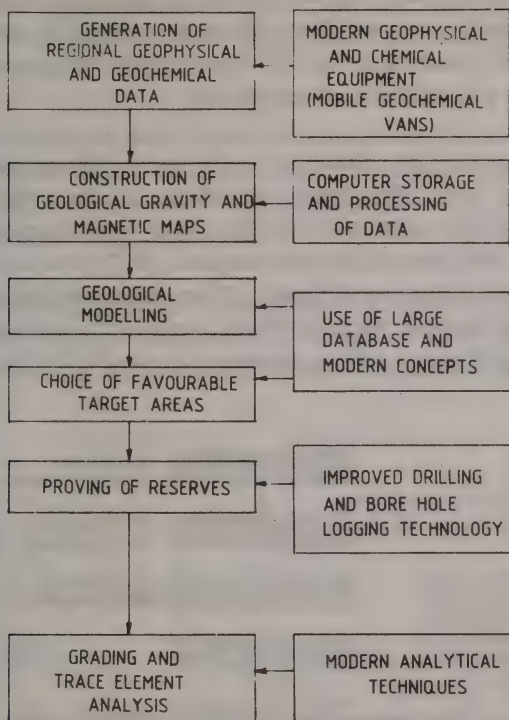 GENERATION OF
REGIONAL GEOPHYSICAL
AND GEOCHEMICAL
DATA
MODERN GEOPHYSICAL
AND CHEMICAL
EQUIPMENT
(MOBILE GEOCHEMICAL
VANS)
CONSTRUCTION OF
GEOLOGICAL GRAVITY AND
MAGNETIC MAPS
COMPUTER STORAGE
AND PROCESSING
OF DATA
GEOLOGICAL
MODELLING
USE OF LARGE
DATABASE AND
MODERN CONCEPTS
CHOICE OF FAVOURABLE
TARGET AREAS
PROVING OF RESERVES
IMPROVED DRILLING
AND BORE HOLE
LOGGING TECHNOLOGY
GRADING AND
TRACE ELEMENT
ANALYSIS
MODERN ANALYTICAL
TECHNIQUES